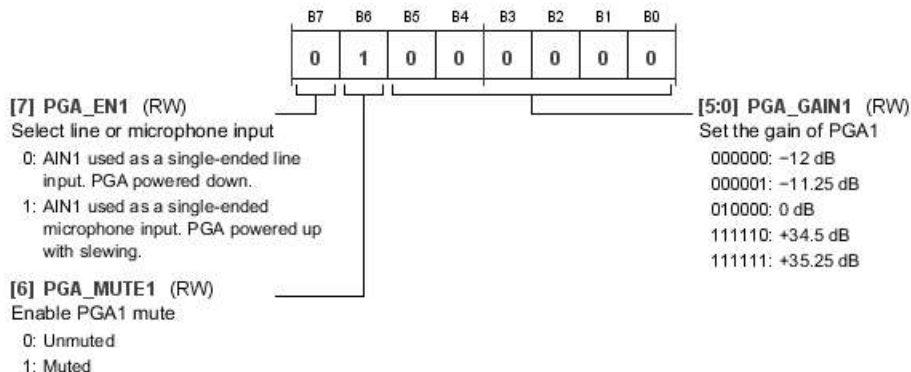 B7 B6 B5 B4 B3 B2 B1 B0
0 1 0 0 0 0 0 0
[7] PGA_EN1 (RW)
Select line or microphone input
0: AIN1 used as a single-ended line
input. PGA powered down.
1: AIN1 used as a single-ended
microphone input. PGA powered up
with slewing.
[6] PGA_MUTE1 (RW)
Enable PGA1 mute
0: Unmuted
1: Muted
[5:0] PGA_GAIN1 (RW)
Set the gain of PGA1
000000: −12 dB
000001: −11.25 dB
010000: 0 dB
111110: +34.5 dB
111111: +35.25 dB